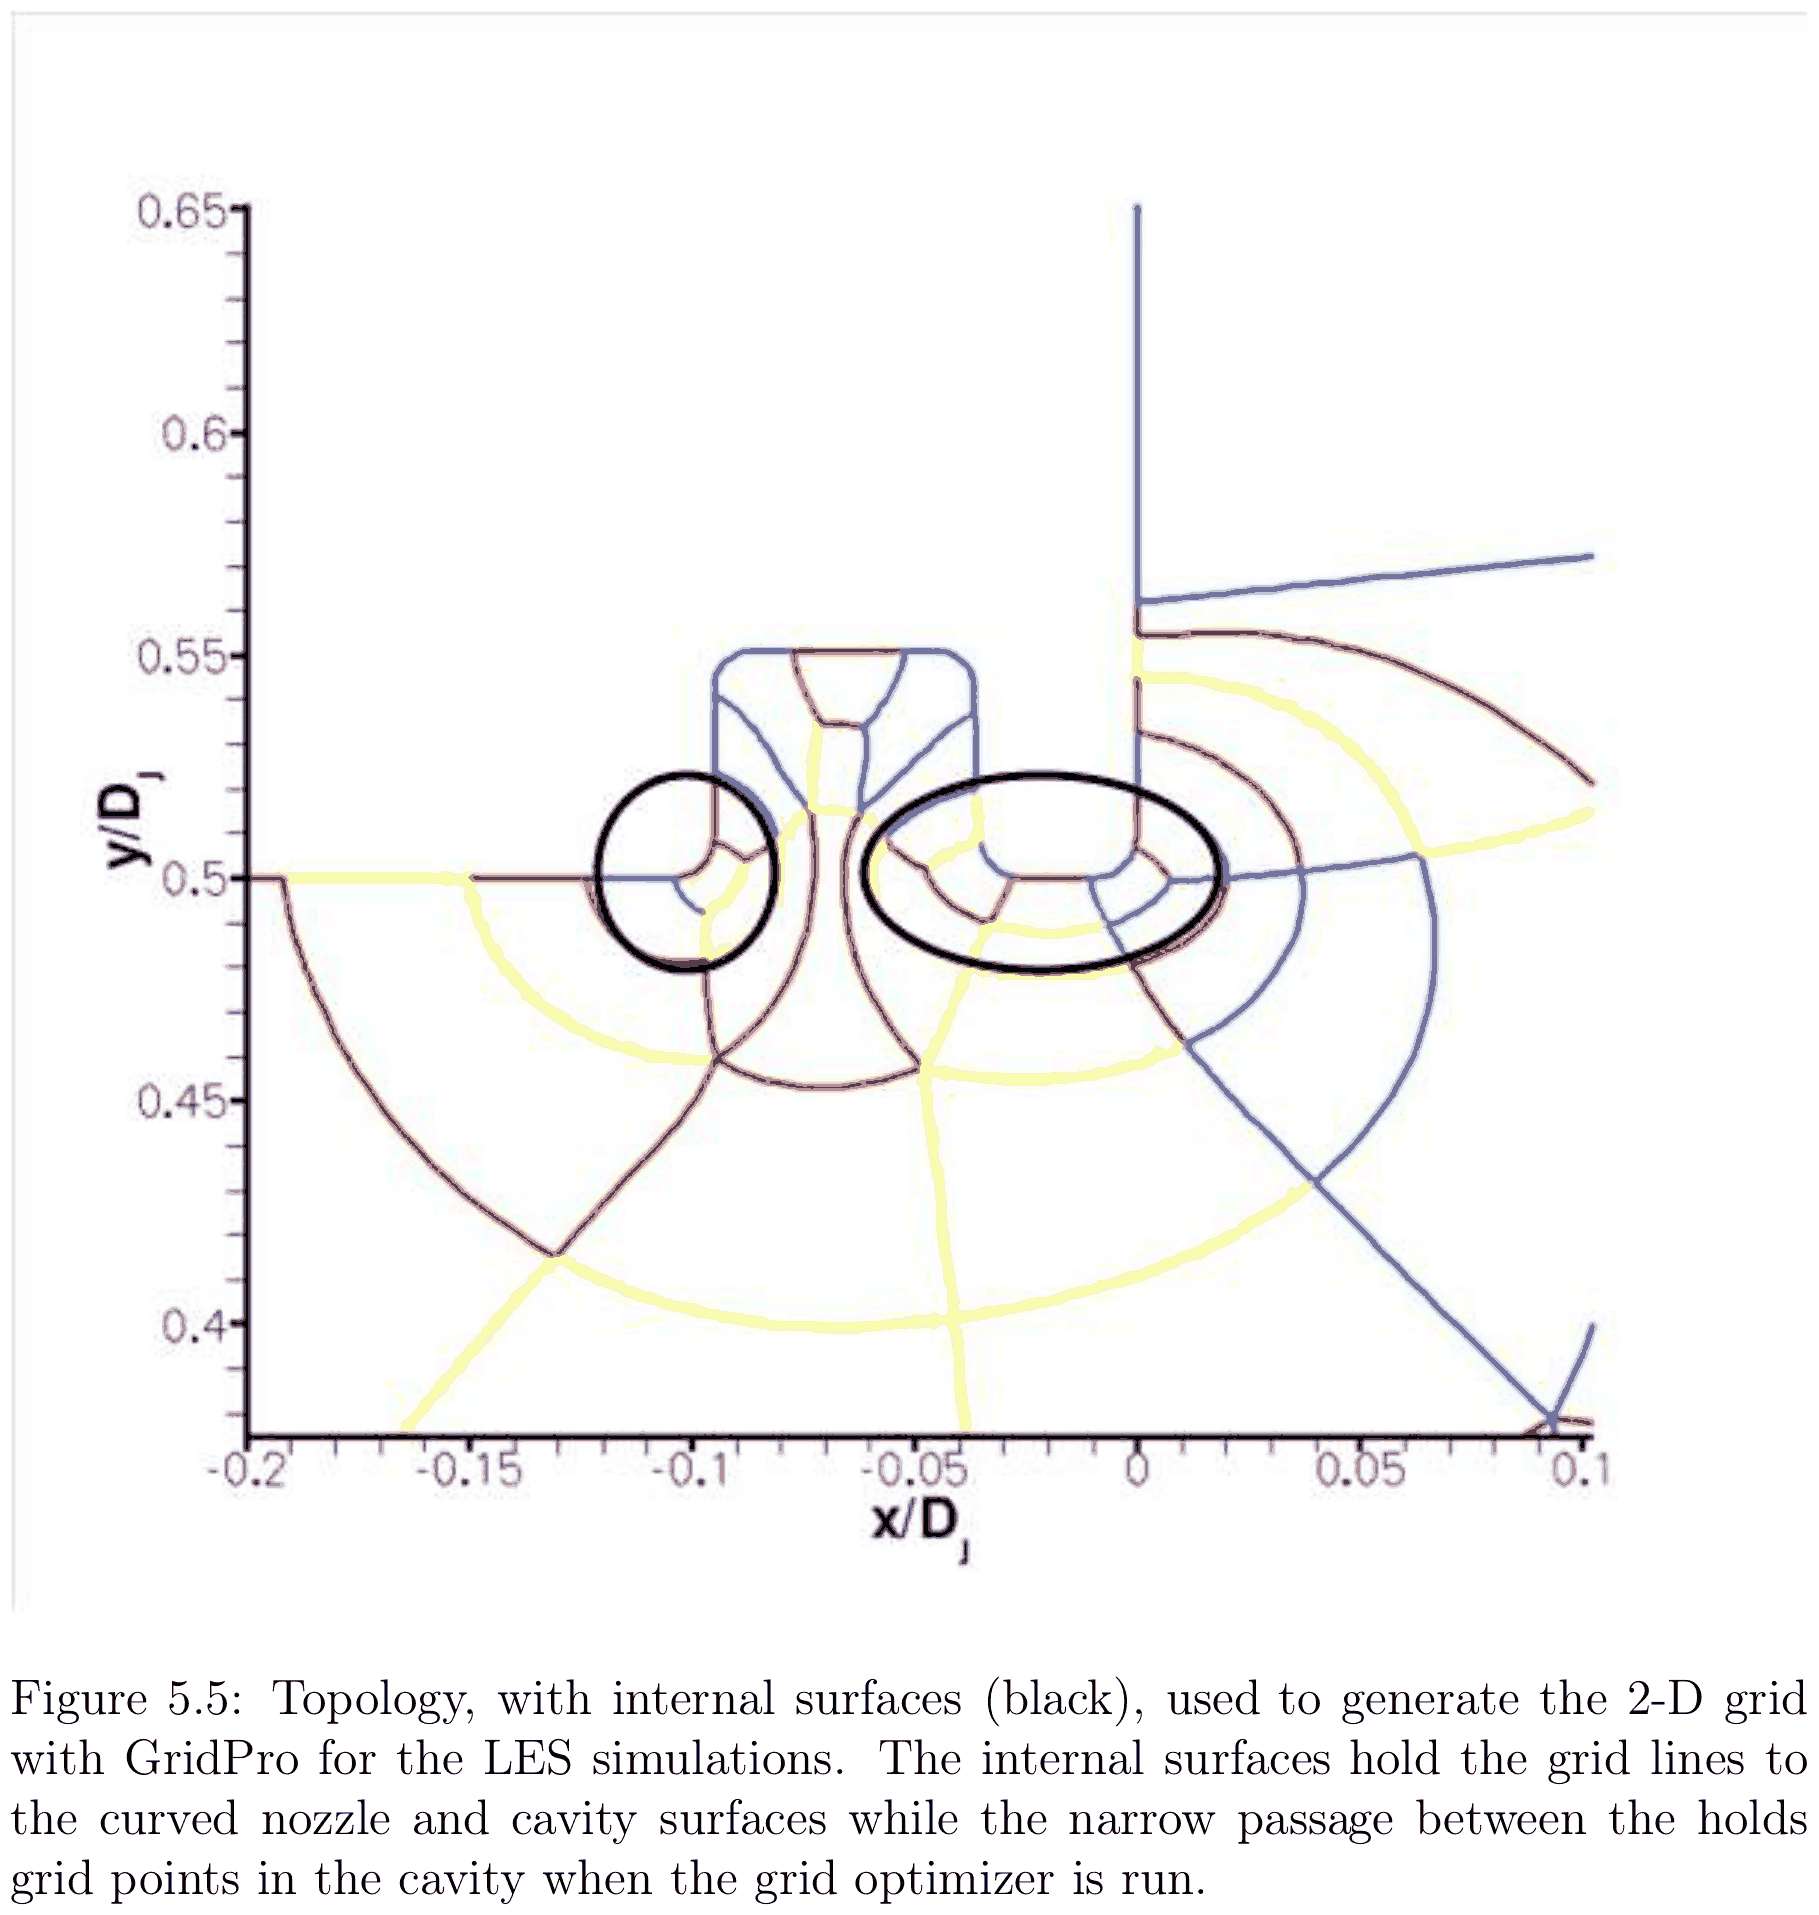 0.65
0.6
0.55
0.5
0.45
0.4
y/Dj
-0.2 -0.15 -0.1 -0.05 0 0.05 0.1
x/Dj
Figure 5.5: Topology, with internal surfaces (black), used to generate the 2-D grid
with GridPro for the LES simulations. The internal surfaces hold the grid lines to
the curved nozzle and cavity surfaces while the narrow passage between the holds
grid points in the cavity when the grid optimizer is run.